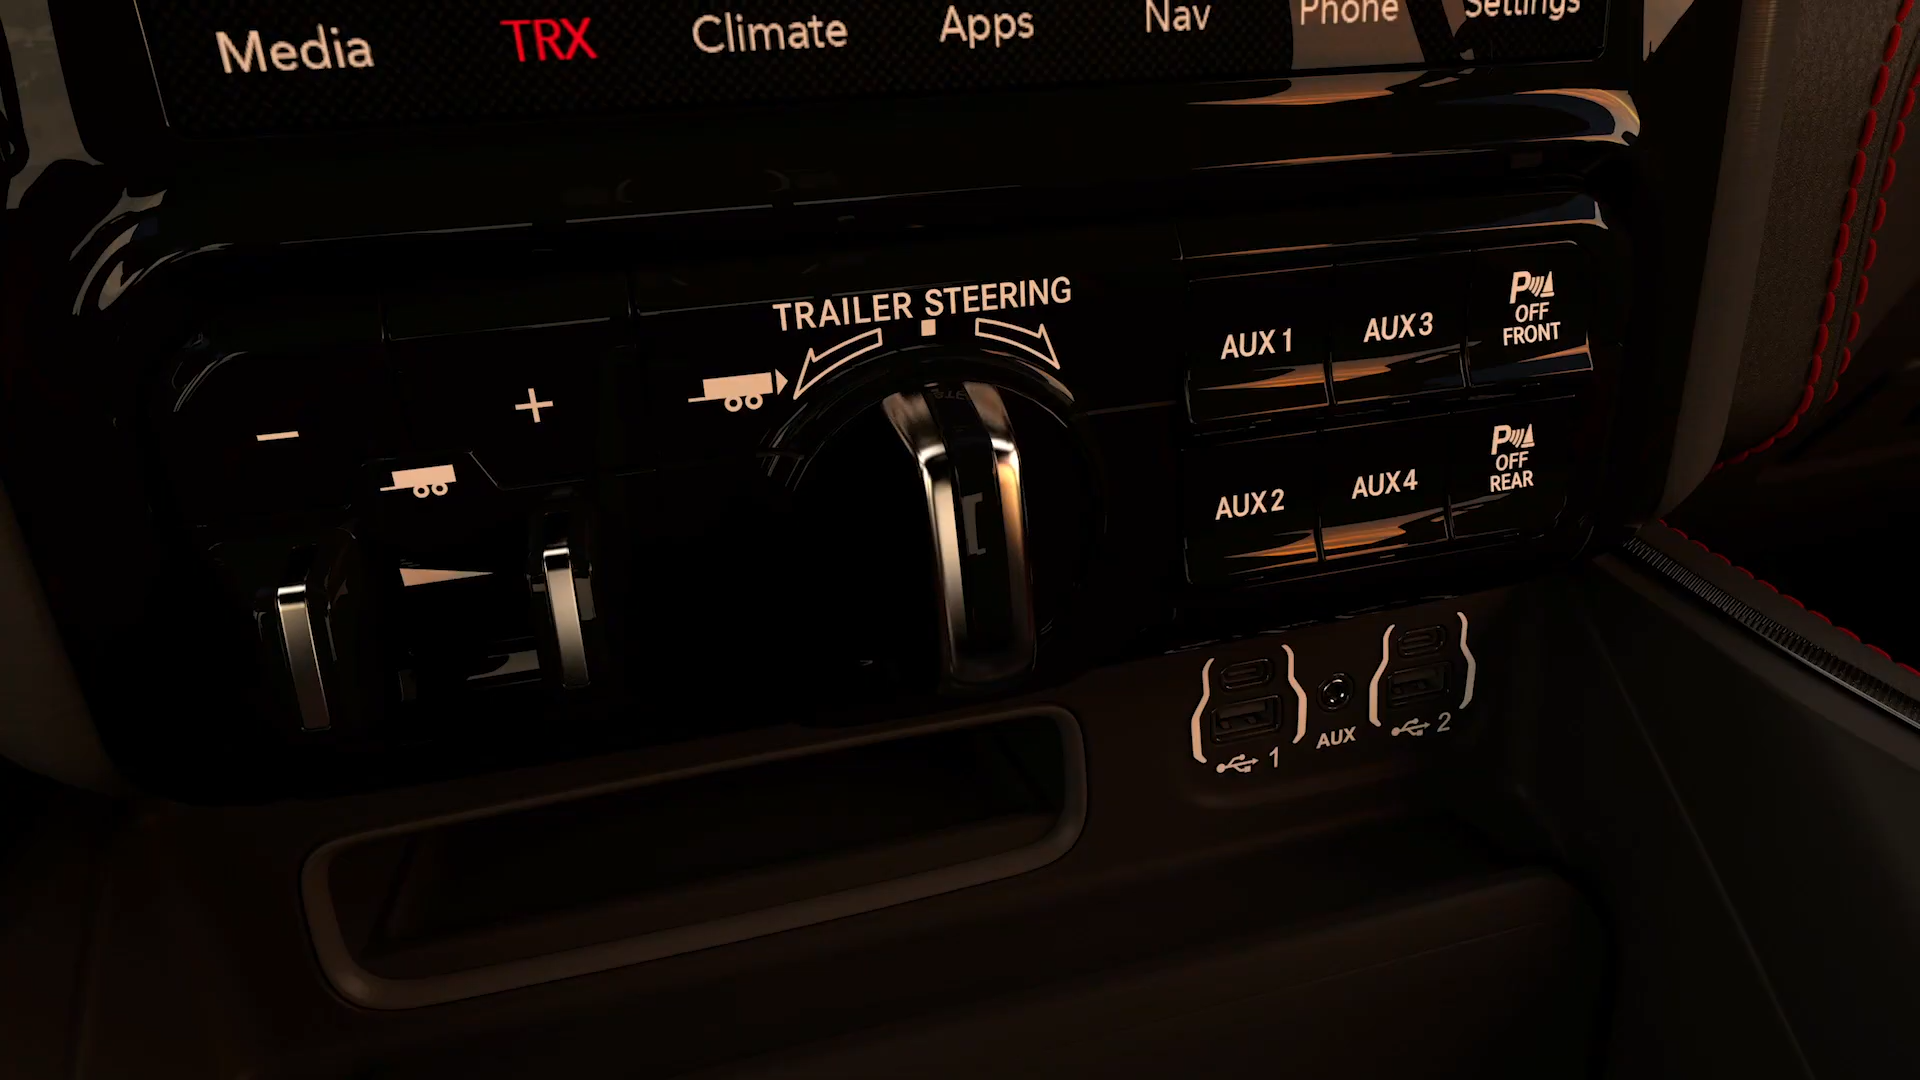 Media TRX Climate Apps Nav Phone Settings
TRAILER STEERING
AUX 1
AUX 3
P
OFF
FRONT
AUX 2
AUX 4
P
OFF
REAR
1
AUX
2